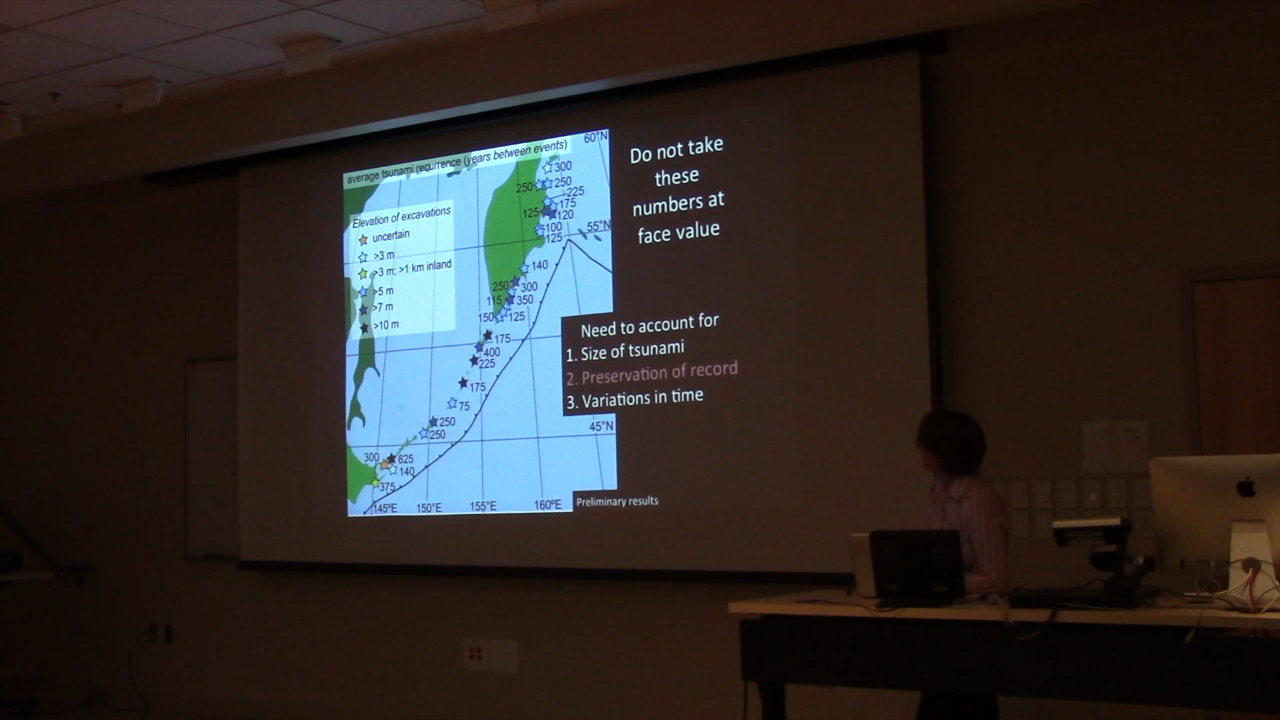 average tsunami recurrence (years between events)
60°N
Elevation of excavations
uncertain
>3 m
>3 m; >1 km inland
>5 m
>7 m
>10 m
300
250
250
225
175
125
120
100
55°N
125
140
250
300
115
350
150
125
175
400
225
175
75
250
250
45°N
300
625
140
375
145°E
150°E
155°E
160°E
Do not take
these
numbers at
face value
Need to account for
1. Size of tsunami
2. Preservation of record
3. Variations in time
Preliminary results